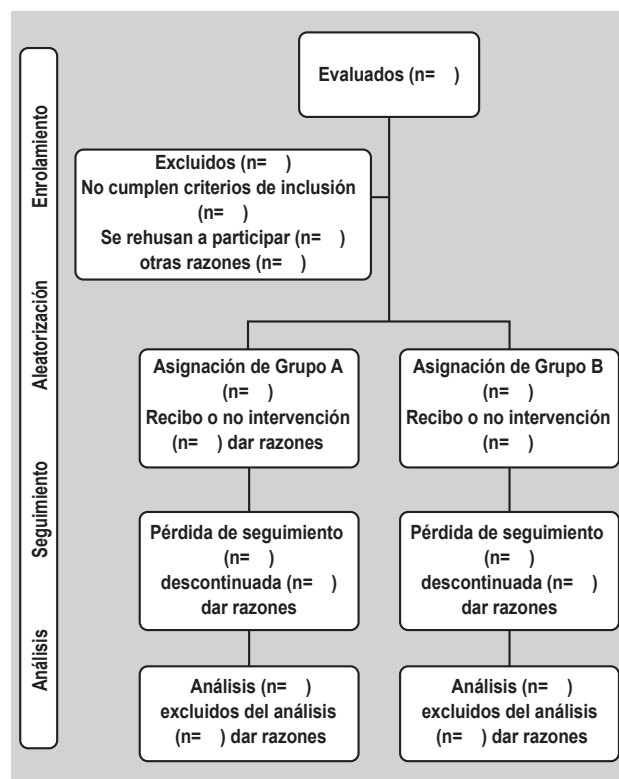 Evaluados (n= )
Enrolamiento
Excluidos (n= )
No cumplen criterios de inclusión
(n= )
Se rehusan a participar (n= )
otras razones (n= )
Aleatorización
Asignación de Grupo A
(n= )
Recibo o no intervención
(n= ) dar razones
Asignación de Grupo B
(n= )
Recibo o no intervención
(n= )
Seguimiento
Pérdida de seguimiento
(n= )
descontinuada (n= )
dar razones
Pérdida de seguimiento
(n= )
descontinuada (n= )
dar razones
Análisis
Análisis (n= )
excluidos del análisis
(n= ) dar razones
Análisis (n= )
excluidos del análisis
(n= ) dar razones